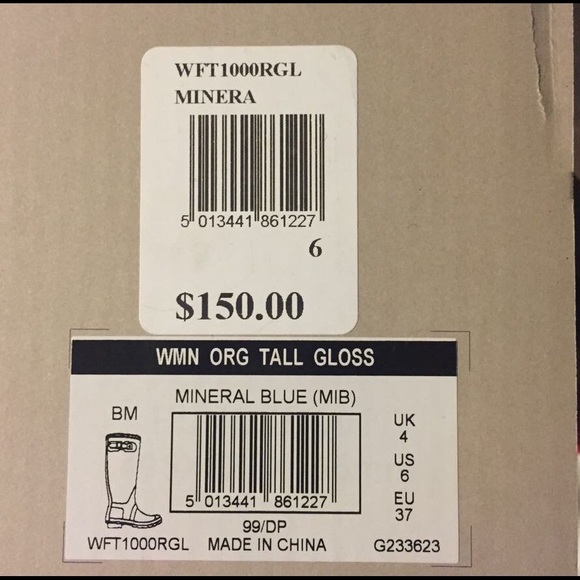 WFT1000RGL
MINERA
5 013441 861227
6
$150.00
WMN ORG TALL GLOSS
MINERAL BLUE (MIB)
BM
5 013441 861227
UK
4
US
6
EU
37
99/DP
WFT1000RGL MADE IN CHINA G233623